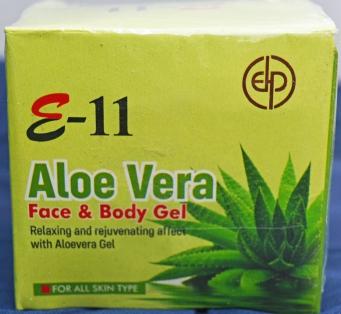 E-11
Aloe Vera
Face & Body Gel
Relaxing and rejuvenating affect
with Aloevera Gel
FOR ALL SKIN TYPE